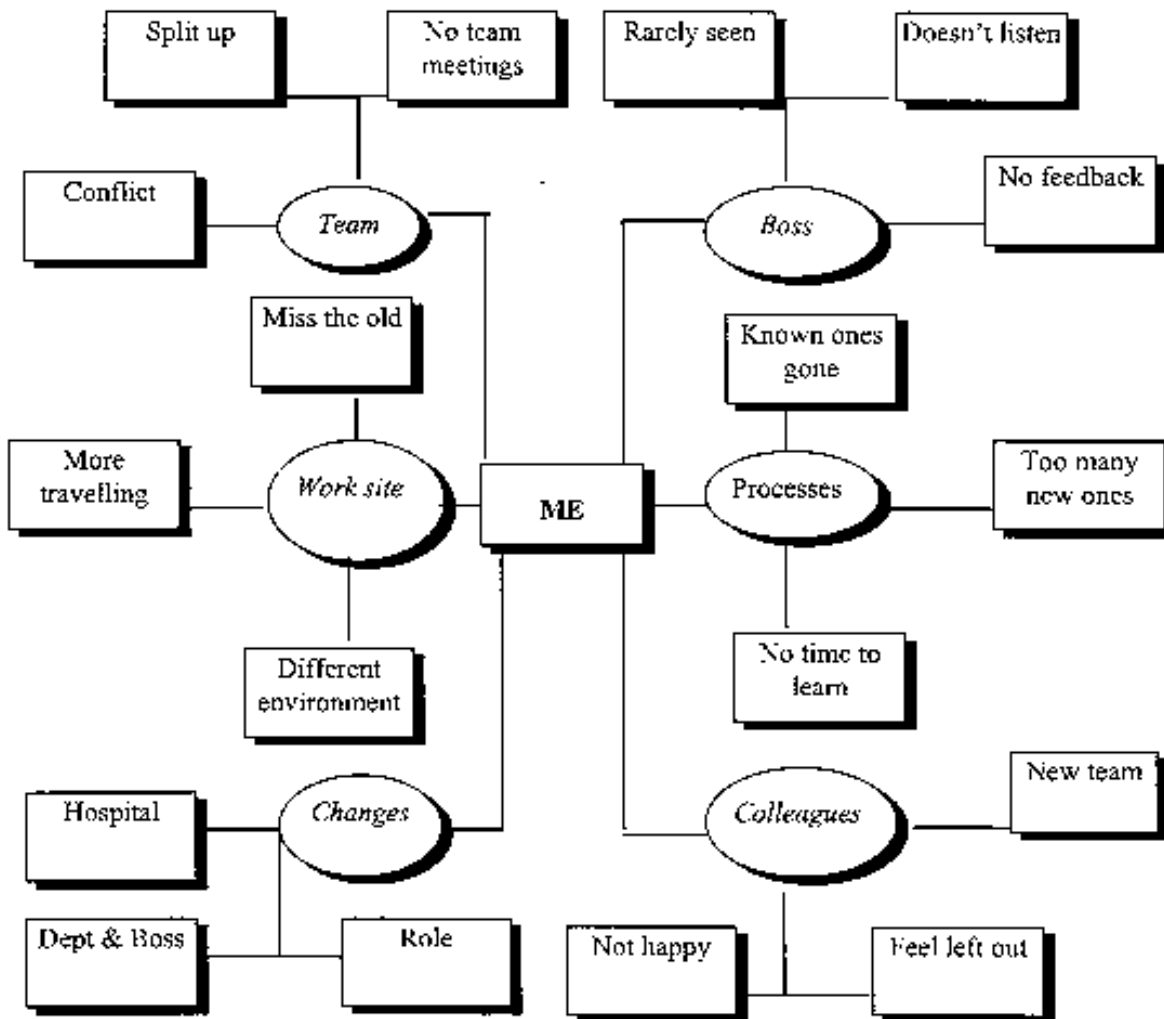 Split up
No team
meetings
Rarely seen
Doesn't listen
Conflict
Team
Boss
No feedback
Miss the old
Known ones
gone
More
travelling
Work site
ME
Processes
Too many
new ones
Different
environment
No time to
learn
Hospital
Changes
Colleagues
New team
Dept & Boss
Role
Not happy
Feel left out